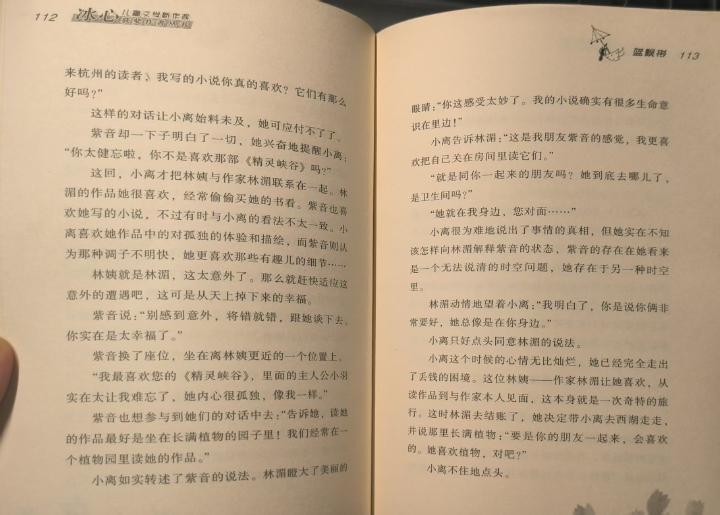 112
冰心儿童文学新作奖
来杭州的读者，我写的小说你真的喜欢？它们有那么
好吗？”
这样的对话让小离始料未及，她可应付不了了。
紫音却一下子明白了一切，她兴奋地提醒小离：
“你太健忘啦，你不是喜欢那部《精灵峡谷》吗？”
这回，小离才把林姨与作家林湄联系在一起。林
湄的作品她很喜欢，经常偷偷买她的书看。紫音也喜
欢她写的小说，不过有时与小离的看法不太一致。小
离喜欢她作品中的对孤独的体验和描绘，而紫音则认
为那种调子不明快，她更喜欢那些有趣儿的细节……
林姨就是林湄，这太意外了。那么就赶快适应这
意外的遭遇吧，这可是从天上掉下来的幸福。
紫音说：“别感到意外，将错就错，跟她谈下去。
你实在是太幸福了。”
紫音换了座位，坐在离林姨更近的一个位置上。
“我最喜欢您的《精灵峡谷》，里面的主人公小羽
实在太让我难忘了，她内心很孤独，像我一样。”
紫音也想参与到她们的对话中去：“告诉她，读她
的作品最好是坐在长满植物的园子里！我们经常在一
个植物园里读她的作品。”
小离如实转述了紫音的说法。林湄瞪大了美丽的
蓝飘带
113
眼睛：“你这感受太妙了。我的小说确实有很多生命意
识在里边！”
小离告诉林湄：“这是我朋友紫音的感觉，我更喜
欢把自己关在房间里读它们。”
“就是同你一起来的朋友吗？她到底去哪儿了，
是卫生间吗？”
“她就在我身边，您对面……”
小离很为难地说出了事情的真相，但她实在不知
该怎样向林湄解释紫音的状态，紫音的存在在她看来
是一个无法说清的时空问题，她存在于另一种时空
里。
林湄动情地望着小离：“我明白了，你是说你俩非
常要好，她总像是在你身边。”
小离只好点头同意林湄的说法。
小离这个时候的心情无比灿烂，她已经完全走出
了丢钱的困境。这位林姨——作家林湄让她喜欢，从
读作品到与作家本人见面，这本身就是一次奇特的旅
行。这时林湄去结账了，她决定带小离去西湖走走，
并说那里长满植物：“要是你的朋友一起来，会喜欢
的。她喜欢植物，对吧？”
小离不住地点头。